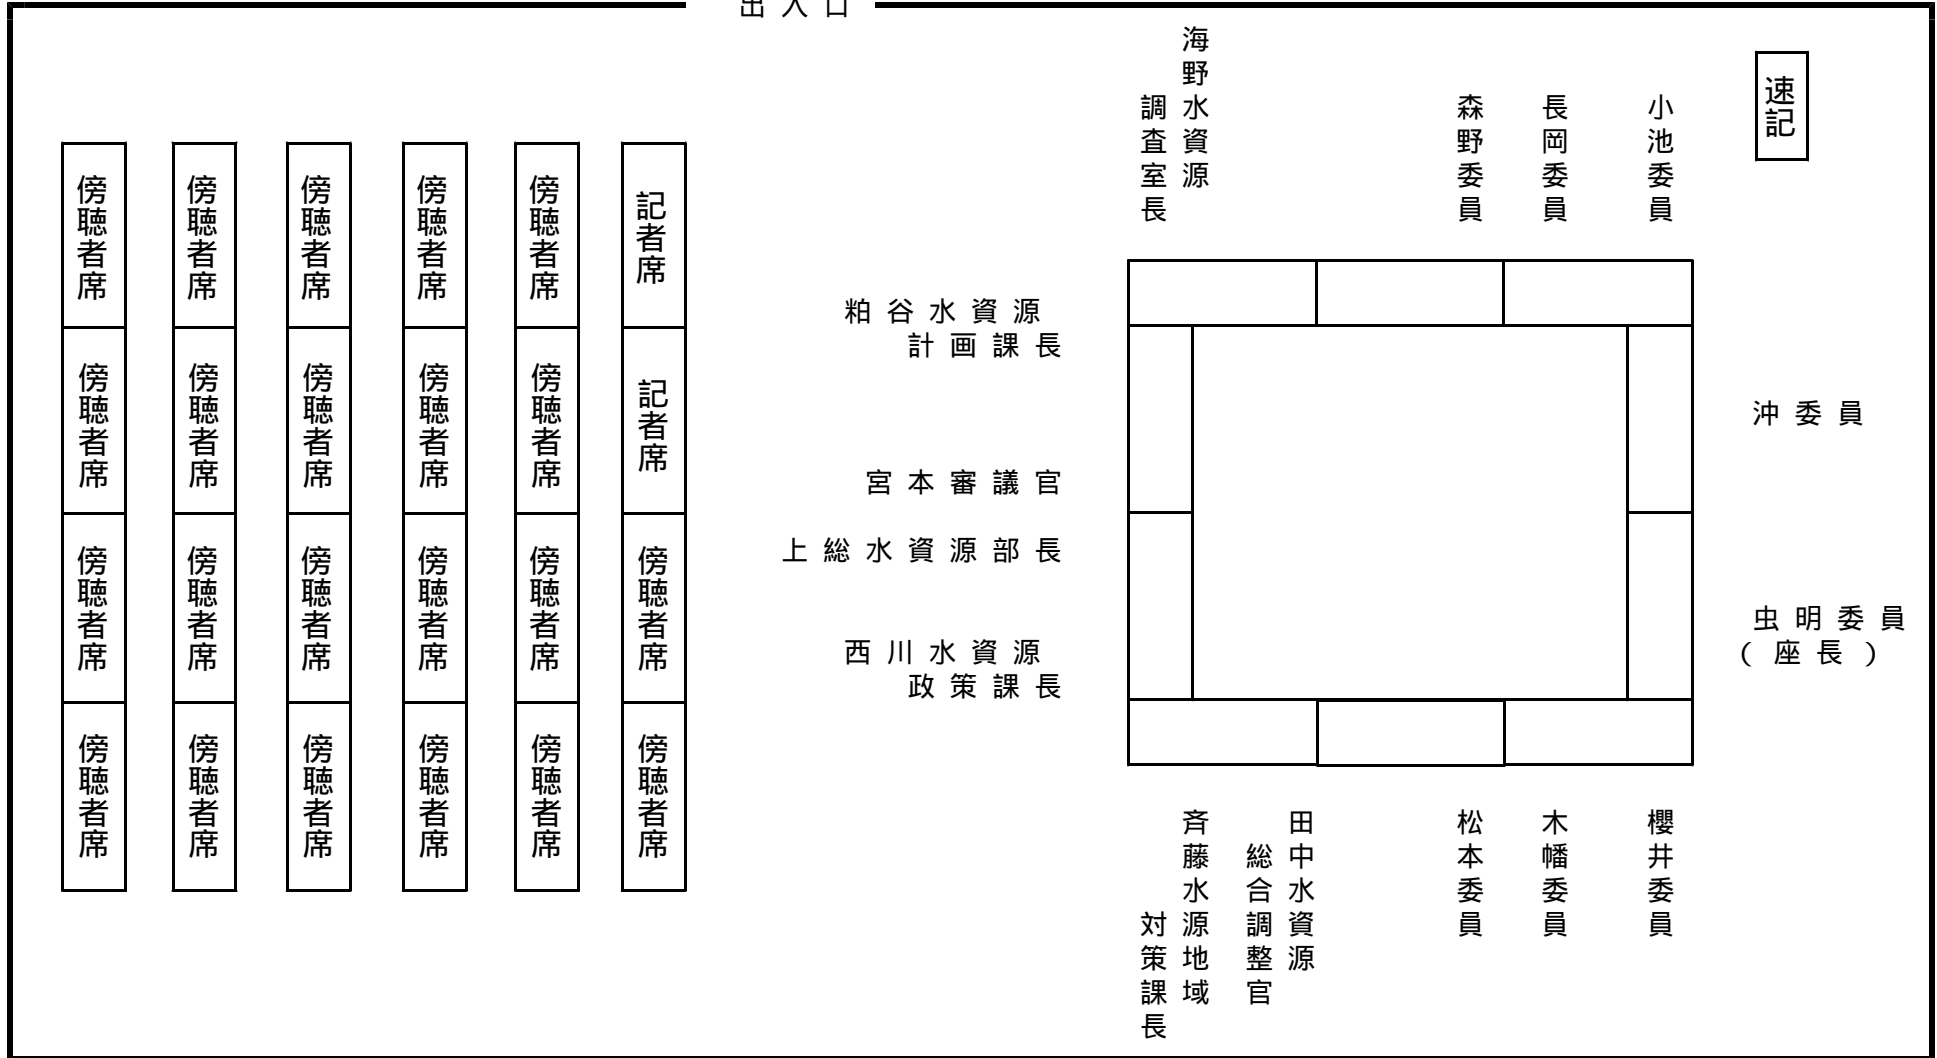 出入口
海野水資源
調査室長
森野委員
長岡委員
小池委員
速記
傍聴者席
傍聴者席
傍聴者席
傍聴者席
傍聴者席
記者席
粕谷水資源
計画課長
傍聴者席
傍聴者席
傍聴者席
傍聴者席
傍聴者席
記者席
沖委員
宮本審議官
上総水資源部長
傍聴者席
傍聴者席
傍聴者席
傍聴者席
傍聴者席
傍聴者席
西川水資源
政策課長
虫明委員
(座長)
傍聴者席
傍聴者席
傍聴者席
傍聴者席
傍聴者席
傍聴者席
斉藤水源地域
対策課長
田中水資源
総合調整官
松本委員
木幡委員
櫻井委員